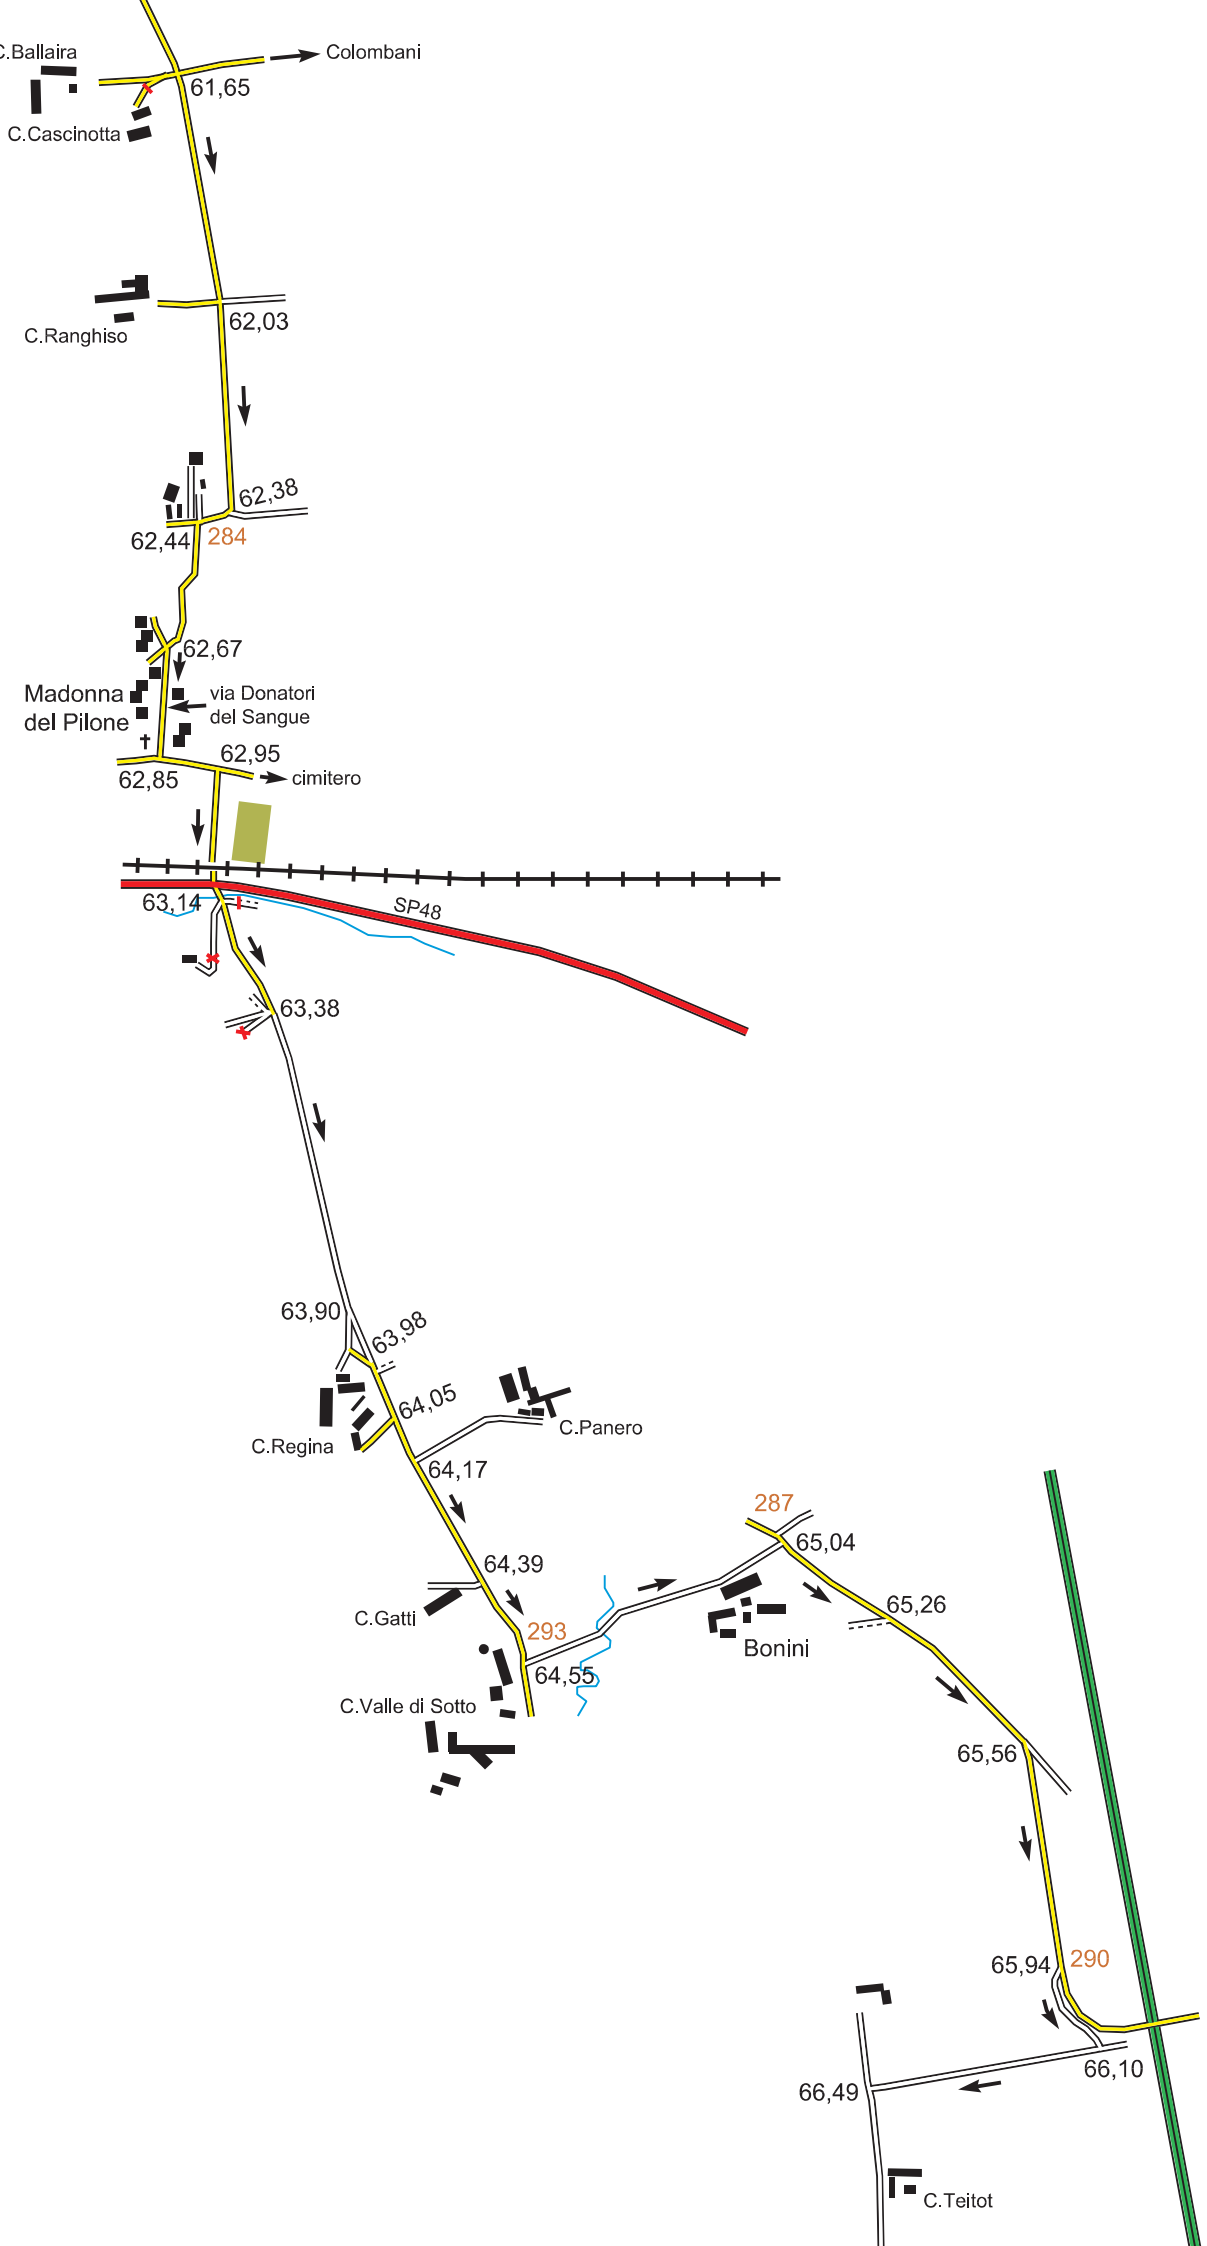 C.Ballaira
Colombani
61,65
C.Cascinotta
62,03
C.Ranghiso
62,38
62,44
284
62,67
Madonna
del Pilone
via Donatori
del Sangue
62,95
62,85
cimitero
63,14
SP48
63,38
63,90
63,98
64,05
C.Panero
C.Regina
64,17
287
65,04
64,39
65,26
C.Gatti
293
Bonini
64,55
C.Valle di Sotto
65,56
65,94
290
66,10
66,49
C.Teitot